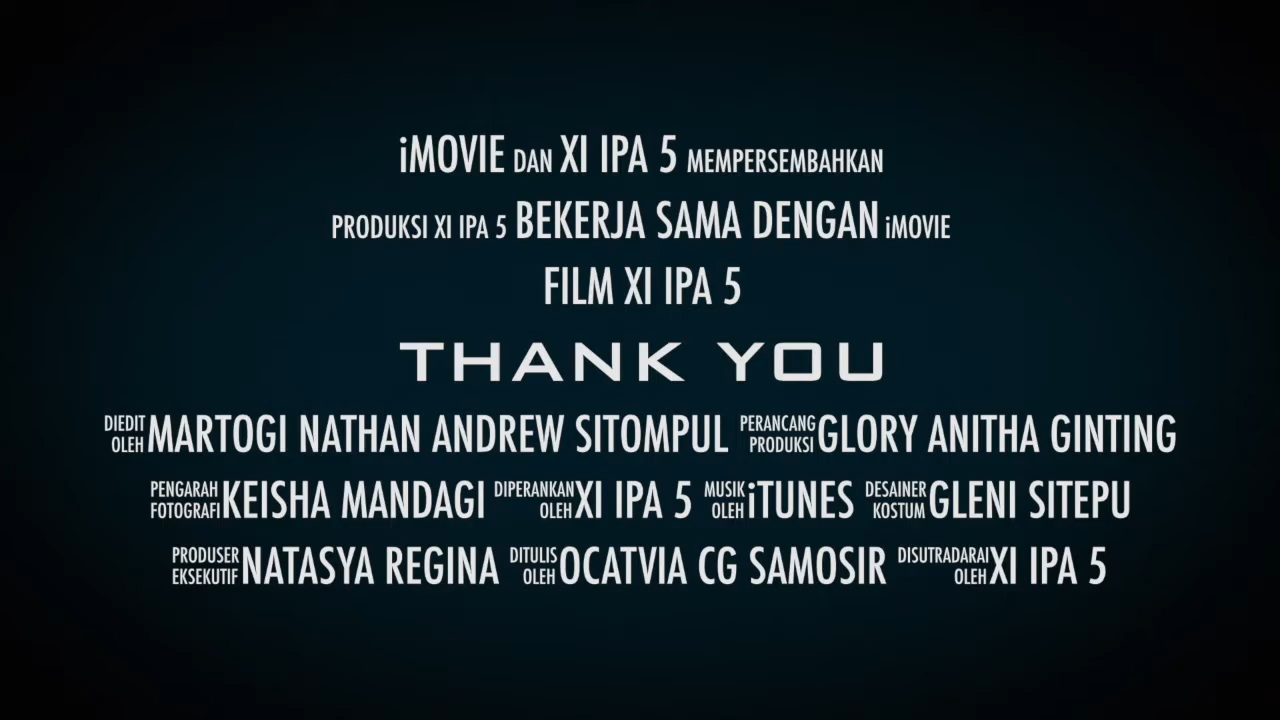 iMOVIE DAN XI IPA 5 MEMPERSEMBAHKAN
PRODUKSI XI IPA 5 BEKERJA SAMA DENGAN iMOVIE
FILM XI IPA 5
THANK YOU
DIEDIT OLEH MARTOGI NATHAN ANDREW SITOMPUL PERANCANG PRODUKSI GLORY ANITHA GINTING
PENGARAH FOTOGRAFI KEISHA MANDAGI DIPERANKAN OLEH XI IPA 5 MUSIK OLEH iTUNES DESAINER KOSTUM GLENI SITEPU
PRODUSER EKSEKUTIF NATASYA REGINA DITULIS OLEH OCATVIA CG SAMOSIR DISUTRADARAI OLEH XI IPA 5